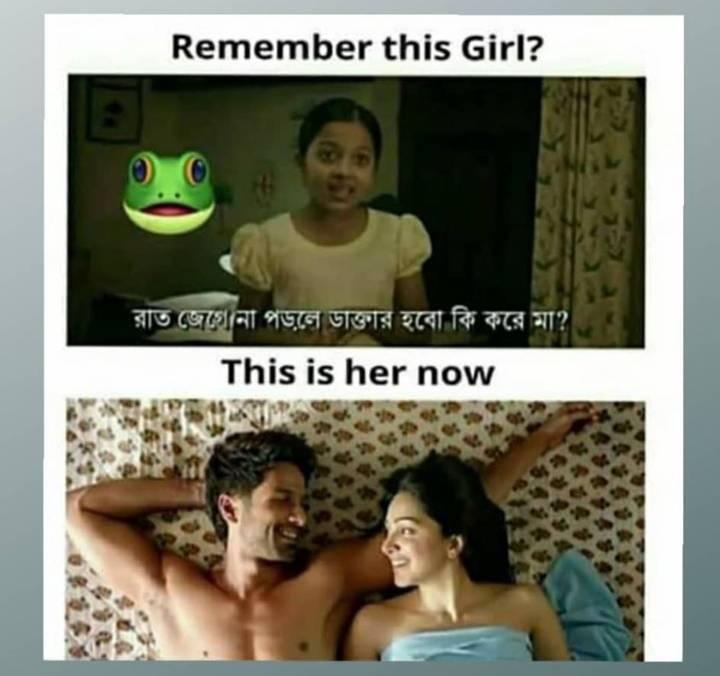 Remember this Girl?
রাত জেগে না পড়লে ডাক্তার হবো কি করে মা?
This is her now